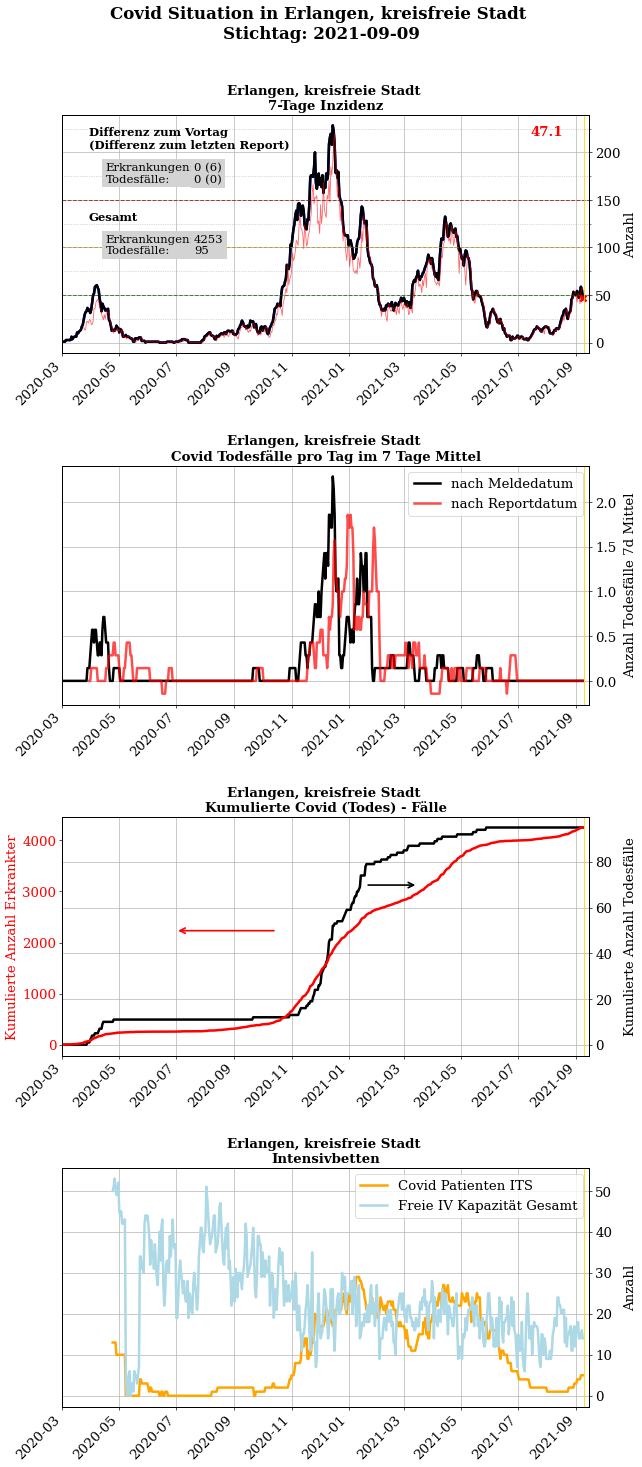 Covid Situation in Erlangen, kreisfreie Stadt
Stichtag: 2021-09-09
Erlangen, kreisfreie Stadt
7-Tage Inzidenz
47.1
Differenz zum Vortag
(Differenz zum letzten Report)
Erkrankungen 0 (6)
Todesfälle: 0 (0)
Gesamt
Erkrankungen 4253
Todesfälle: 95
200
150
100
50
0
Anzahl
2020-03 2020-05 2020-07 2020-09 2020-11 2021-01 2021-03 2021-05 2021-07 2021-09
Erlangen, kreisfreie Stadt
Covid Todesfälle pro Tag im 7 Tage Mittel
nach Meldedatum
nach Reportdatum
2.0
1.5
1.0
0.5
0.0
Anzahl Todesfälle 7d Mittel
2020-03 2020-05 2020-07 2020-09 2020-11 2021-01 2021-03 2021-05 2021-07 2021-09
Erlangen, kreisfreie Stadt
Kumulierte Covid (Todes) - Fälle
Kumulierte Anzahl Erkrankter
4000
3000
2000
1000
0
80
60
40
20
0
Kumulierte Anzahl Todesfälle
2020-03 2020-05 2020-07 2020-09 2020-11 2021-01 2021-03 2021-05 2021-07 2021-09
Erlangen, kreisfreie Stadt
Intensivbetten
Covid Patienten ITS
Freie IV Kapazität Gesamt
50
40
30
20
10
0
Anzahl
2020-03 2020-05 2020-07 2020-09 2020-11 2021-01 2021-03 2021-05 2021-07 2021-09